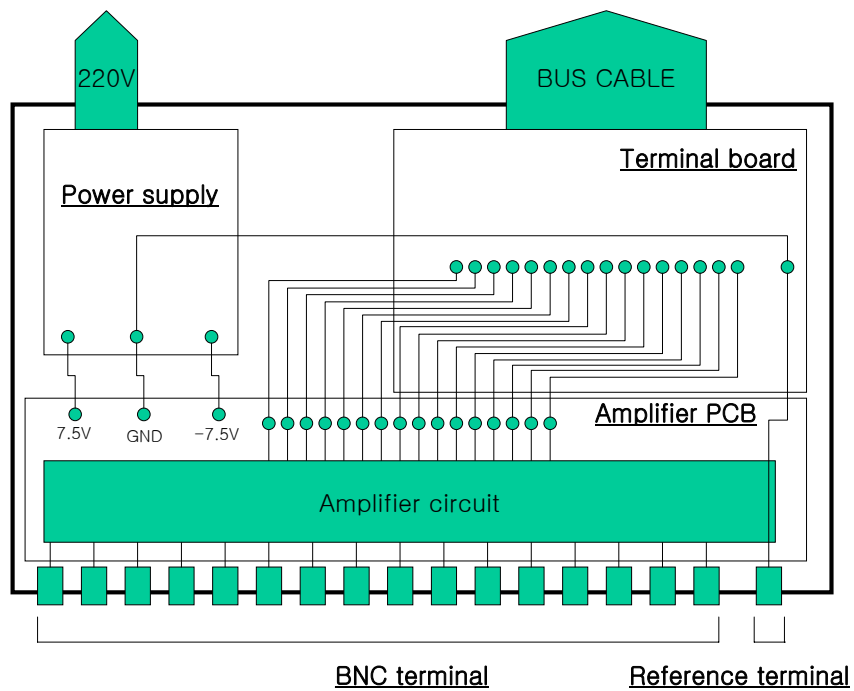 220V
BUS CABLE
Terminal board
Power supply
Amplifier PCB
7.5V
GND
-7.5V
Amplifier circuit
BNC terminal
Reference terminal